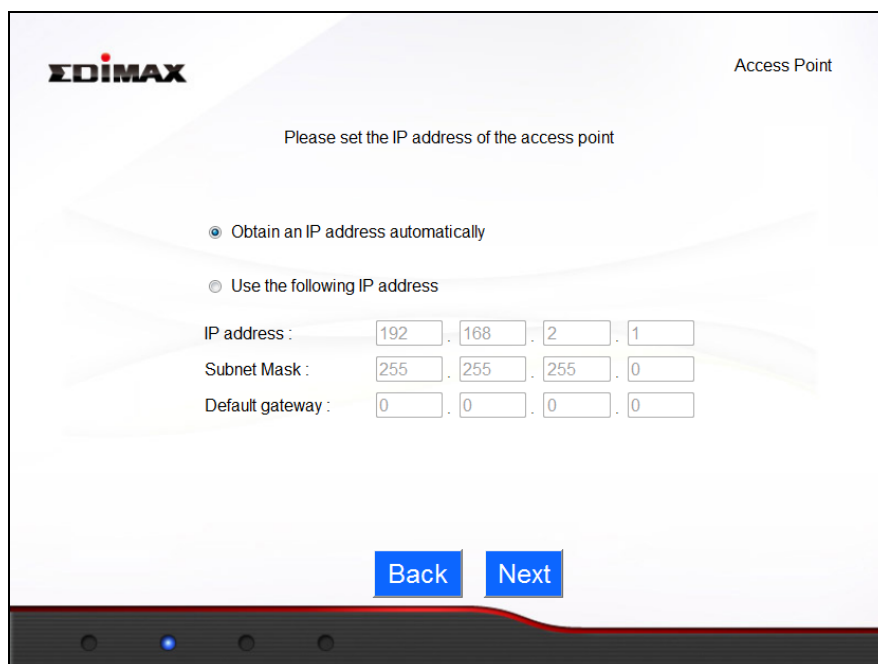 EDIMAX
Access Point
Please set the IP address of the access point
Obtain an IP address automatically
Use the following IP address
IP address : 192 . 168 . 2 . 1
Subnet Mask : 255 . 255 . 255 . 0
Default gateway : 0 . 0 . 0 . 0
Back Next